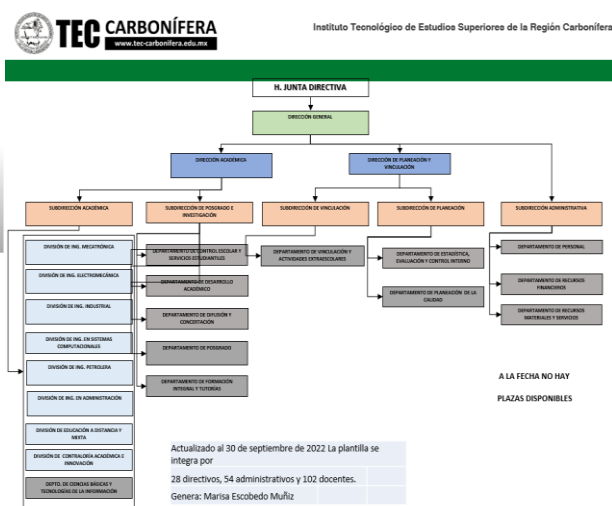 TEC CARBONÍFERA
www.tec-carbonifera.edu.mx
Instituto Tecnológico de Estudios Superiores de la Región Carbonífera
H. JUNTA DIRECTIVA
DIRECCIÓN GENERAL
DIRECCIÓN ACADÉMICA
DIRECCIÓN DE PLANEACIÓN Y
VINCULACIÓN
SUBDIRECCIÓN ACADÉMICA
SUBDIRECCIÓN DE POSGRADO E
INVESTIGACIÓN
SUBDIRECCIÓN DE VINCULACIÓN
SUBDIRECCIÓN DE PLANEACIÓN
SUBDIRECCIÓN ADMINISTRATIVA
DIVISIÓN DE ING. MECATRÓNICA
DIVISIÓN DE ING. ELECTROMECÁNICA
DIVISIÓN DE ING. INDUSTRIAL
DIVISIÓN DE ING. EN SISTEMAS
COMPUTACIONALES
DIVISIÓN DE ING. PETROLERA
DIVISIÓN DE ING. EN ADMINISTRACIÓN
DIVISIÓN DE EDUCACIÓN A DISTANCIA Y
MIXTA
DIVISIÓN DE CONTRALORÍA ACADÉMICA E
INNOVACIÓN
DEPTO. DE CIENCIAS BÁSICAS Y
TECNOLOGÍAS DE LA INFORMACIÓN
DEPARTAMENTO DE CONTROL ESCOLAR Y
SERVICIOS ESTUDIANTILES
DEPARTAMENTO DE DESARROLLO
ACADÉMICO
DEPARTAMENTO DE DIFUSIÓN Y
CONCERTACIÓN
DEPARTAMENTO DE POSGRADO
DEPARTAMENTO DE FORMACIÓN
INTEGRAL Y TUTORÍAS
DEPARTAMENTO DE VINCULACIÓN Y
ACTIVIDADES EXTRAESCOLARES
DEPARTAMENTO DE ESTADÍSTICA,
EVALUACIÓN Y CONTROL INTERNO
DEPARTAMENTO DE PLANEACIÓN DE LA
CALIDAD
DEPARTAMENTO DE PERSONAL
DEPARTAMENTO DE RECURSOS
FINANCIEROS
DEPARTAMENTO DE RECURSOS
MATERIALES Y SERVICIOS
A LA FECHA NO HAY
PLAZAS DISPONIBLES
Actualizado al 30 de septiembre de 2022 La plantilla se
integra por
28 directivos, 54 administrativos y 102 docentes.
Genera: Marisa Escobedo Muñiz